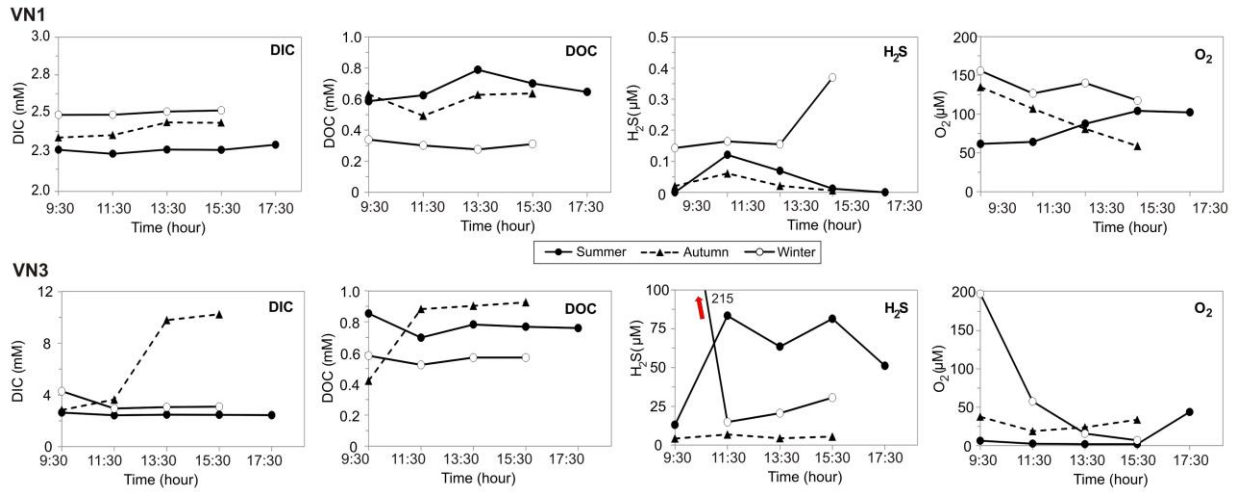 VN1
DIC
DIC (mM)
3.0
2.8
2.5
2.3
2.0
9:30 11:30 13:30 15:30 17:30
Time (hour)
DOC
DOC (mM)
1.0
0.8
0.6
0.4
0.2
0
9:30 11:30 13:30 15:30 17:30
Time (hour)
H₂S
H₂S(µM)
0.5
0.4
0.3
0.2
0.1
0
9:30 11:30 13:30 15:30 17:30
Time (hour)
O₂
O₂(µM)
200
150
100
50
0
9:30 11:30 13:30 15:30 17:30
Time (hour)
Summer Autumn Winter
VN3
DIC
DIC (mM)
12
8
4
0
9:30 11:30 13:30 15:30 17:30
Time (hour)
DOC
DOC (mM)
1.0
0.8
0.6
0.4
0.2
0
9:30 11:30 13:30 15:30 17:30
Time (hour)
H₂S
H₂S(µM)
215
100
75
50
25
0
9:30 11:30 13:30 15:30 17:30
Time (hour)
O₂
O₂(µM)
200
150
100
50
0
9:30 11:30 13:30 15:30 17:30
Time (hour)